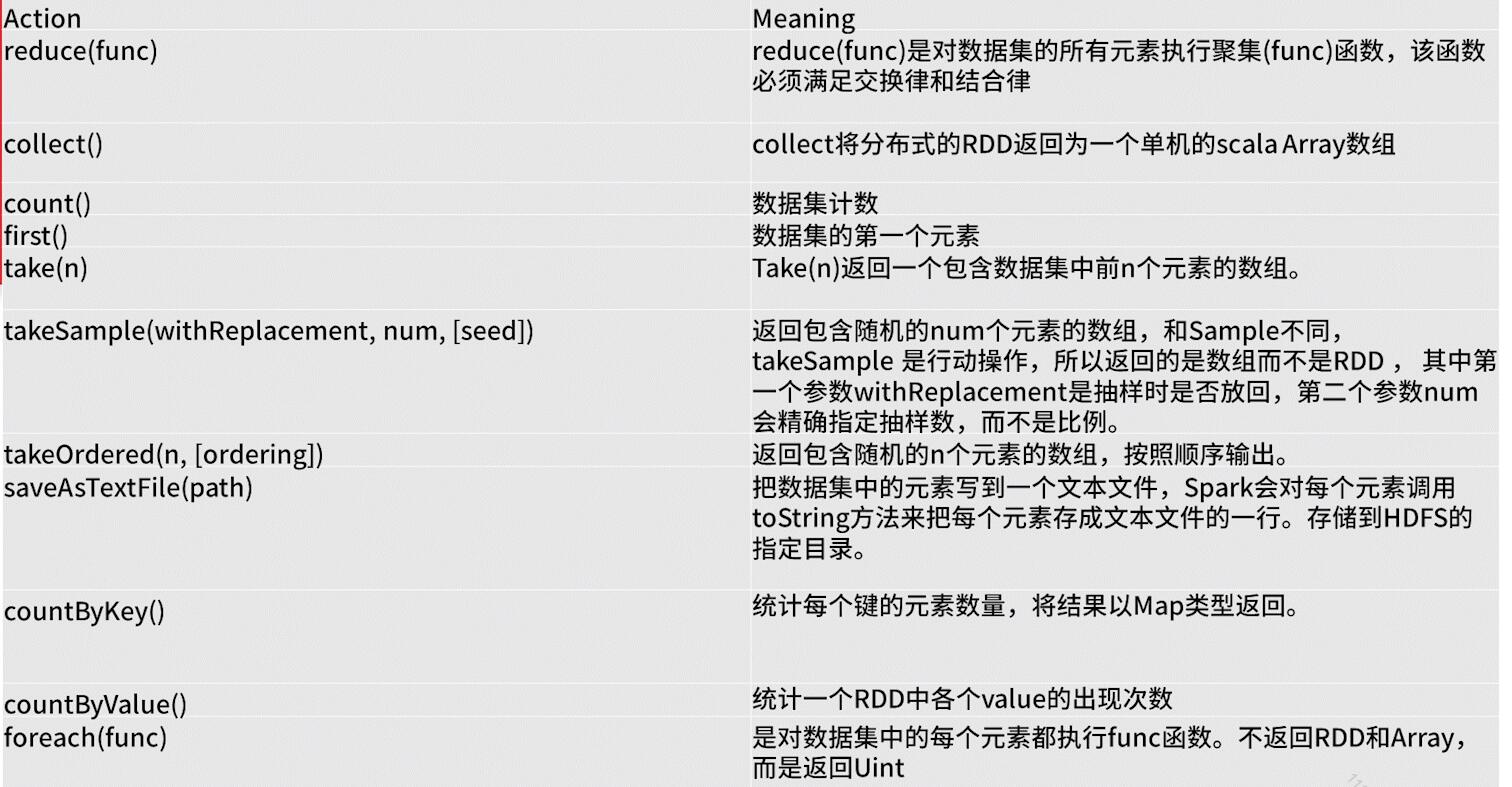 Action
Meaning
reduce(func)
reduce(func)是对数据集的所有元素执行聚集(func)函数，该函数
必须满足交换律和结合律
collect()
collect将分布式的RDD返回为一个单机的scala Array数组
count()
数据集计数
first()
数据集的第一个元素
take(n)
Take(n)返回一个包含数据集中前n个元素的数组。
takeSample(withReplacement, num, [seed])
返回包含随机的num个元素的数组，和Sample不同，
takeSample 是行动操作，所以返回的是数组而不是RDD ， 其中第
一个参数withReplacement是抽样时是否放回，第二个参数num
会精确指定抽样数，而不是比例。
takeOrdered(n, [ordering])
返回包含随机的n个元素的数组，按照顺序输出。
saveAsTextFile(path)
把数据集中的元素写到一个文本文件，Spark会对每个元素调用
toString方法来把每个元素存成文本文件的一行。存储到HDFS的
指定目录。
countByKey()
统计每个键的元素数量，将结果以Map类型返回。
countByValue()
统计一个RDD中各个value的出现次数
foreach(func)
是对数据集中的每个元素都执行func函数。不返回RDD和Array，
而是返回Uint